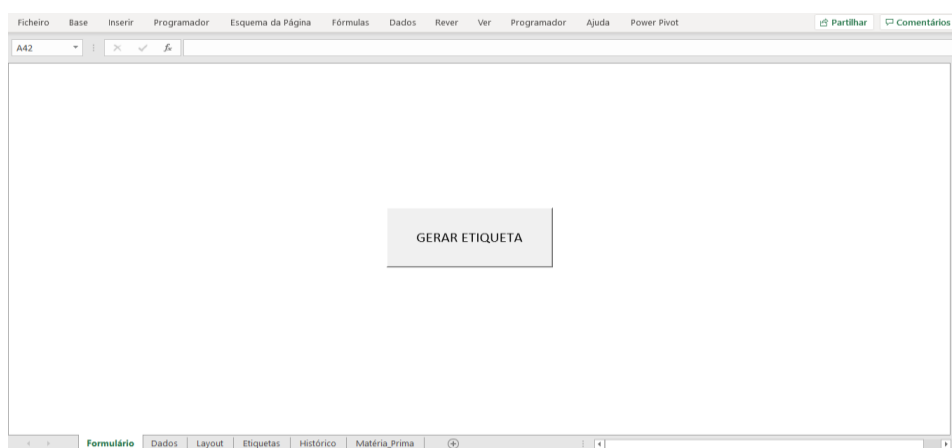 Ficheiro Base Inserir Programador Esquema da Página Fórmulas Dados Rever Ver Programador Ajuda Power Pivot Partilhar Comentários
A42 fx
GERAR ETIQUETA
Formulário Dados Layout Etiquetas Histórico Matéria_Prima